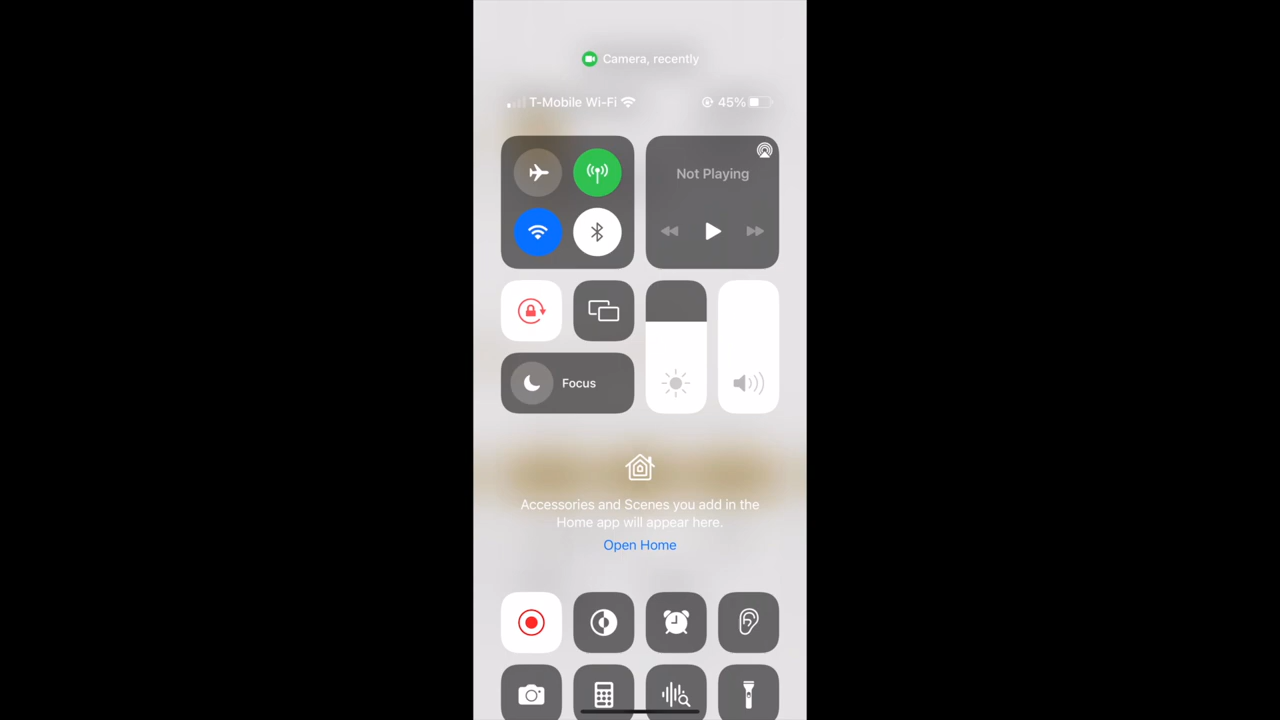 Camera, recently
T-Mobile Wi-Fi 45%
Not Playing
Focus
Accessories and Scenes you add in the
Home app will appear here.
Open Home